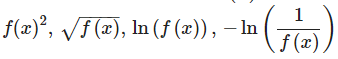 f(x)², √f(x), ln (f(x)), − ln (1/f(x))